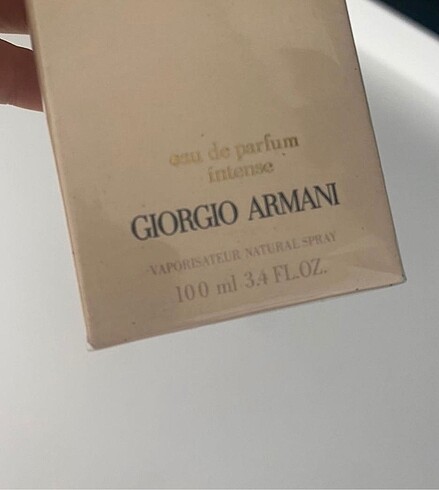 eau de parfum
intense
GIORGIO ARMANI
VAPORISATEUR NATURAL SPRAY
100 ml 3.4 FL.OZ.